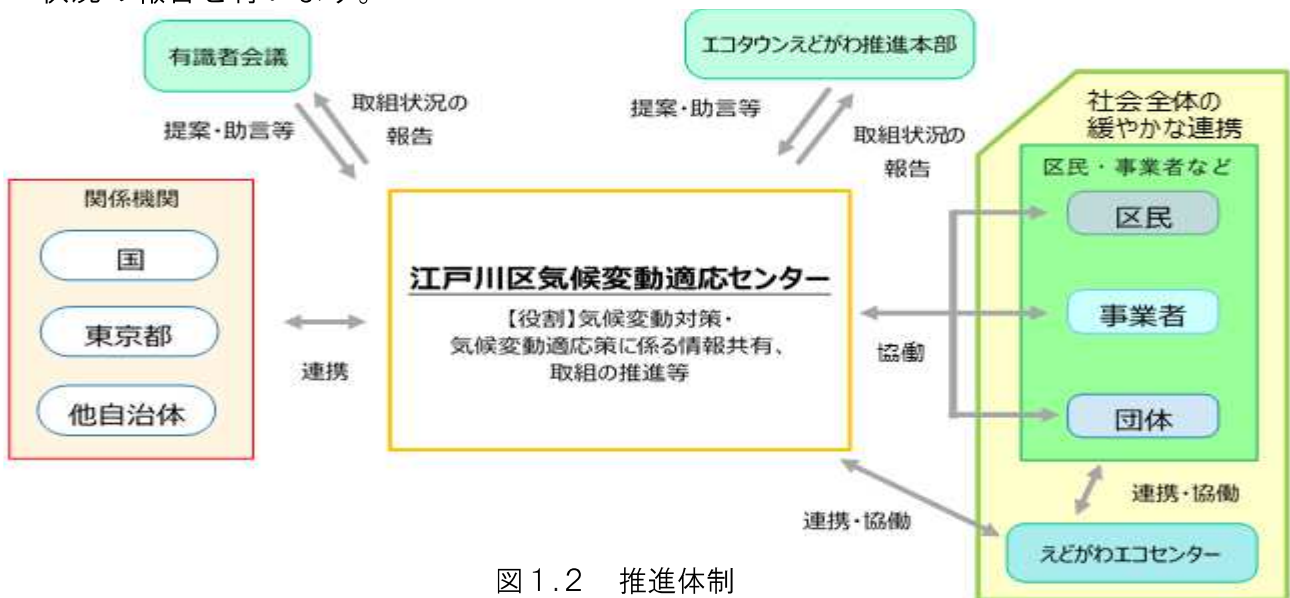 状況の報告を行います。
有識者会議
エコタウンえどがわ推進本部
提案・助言等
取組状況の
報告
提案・助言等
取組状況の
報告
社会全体の
緩やかな連携
関係機関
国
東京都
他自治体
連携
江戸川区気候変動適応センター
【役割】気候変動対策・
気候変動適応策に係る情報共有、
取組の推進等
協働
区民・事業者など
区民
事業者
団体
連携・協働
連携・協働
えどがわエコセンター
図1.2 推進体制